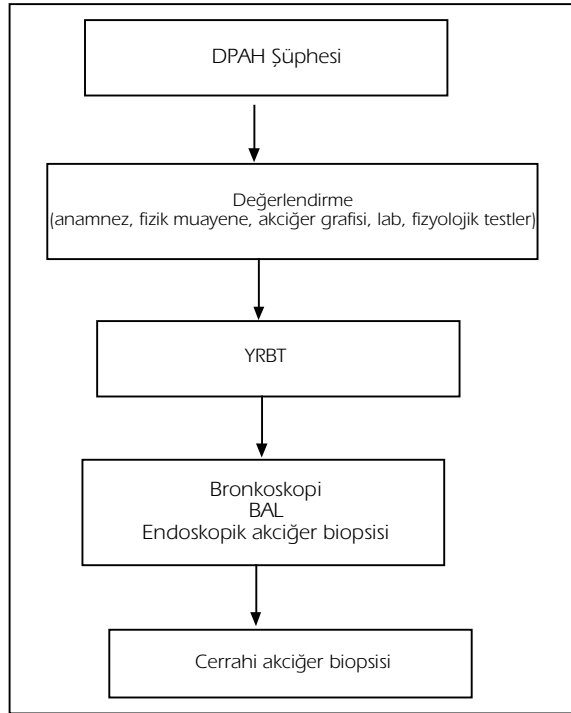 DPAH Şüphesi
Değerlendirme
(anamnez, fizik muayene, akciğer grafisi, lab, fizyolojik testler)
YRBT
Bronkoskopi
BAL
Endoskopik akciğer biopsisi
Cerrahi akciğer biopsisi